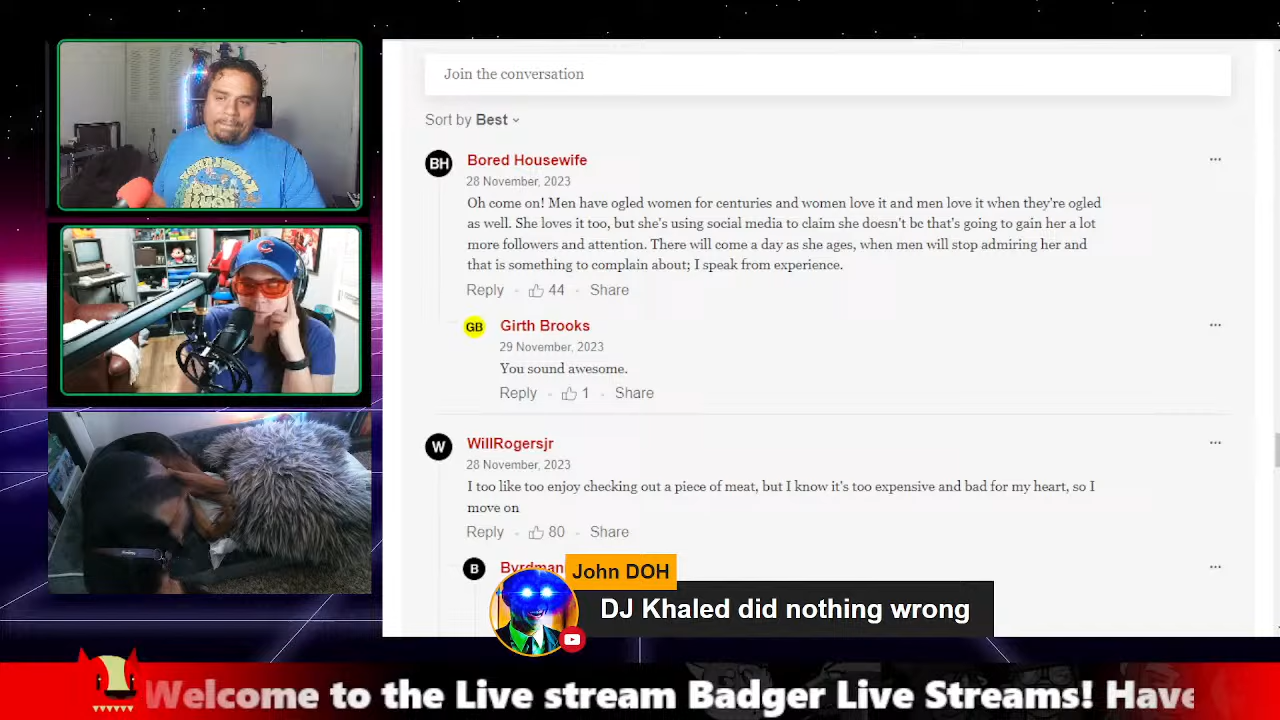 Join the conversation
Sort by Best
BH
Bored Housewife
28 November, 2023
Oh come on! Men have ogled women for centuries and women love it and men love it when they're ogled
as well. She loves it too, but she's using social media to claim she doesn't bc that's going to gain her a lot
more followers and attention. There will come a day as she ages, when men will stop admiring her and
that is something to complain about; I speak from experience.
Reply 44 Share
GB
Girth Brooks
29 November, 2023
You sound awesome.
Reply 1 Share
W
WillRogersjr
28 November, 2023
I too like too enjoy checking out a piece of meat, but I know it's too expensive and bad for my heart, so I
move on
Reply 80 Share
B
Byrdman
John DOH
DJ Khaled did nothing wrong
Welcome to the Live stream Badger Live Streams! Have
C